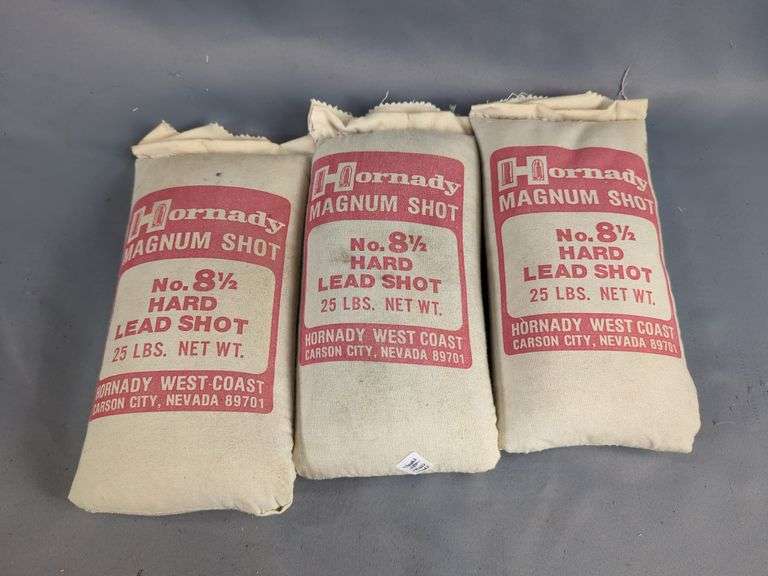 Hornady
MAGNUM SHOT
No. 8½
HARD
LEAD SHOT
25 LBS. NET WT.
HORNADY WEST COAST
CARSON CITY, NEVADA 89701
Hornady
MAGNUM SHOT
No. 8½
HARD
LEAD SHOT
25 LBS. NET WT.
HORNADY WEST COAST
CARSON CITY, NEVADA 89701
Hornady
MAGNUM SHOT
No. 8½
HARD
LEAD SHOT
25 LBS. NET WT.
HORNADY WEST COAST
CARSON CITY, NEVADA 89701